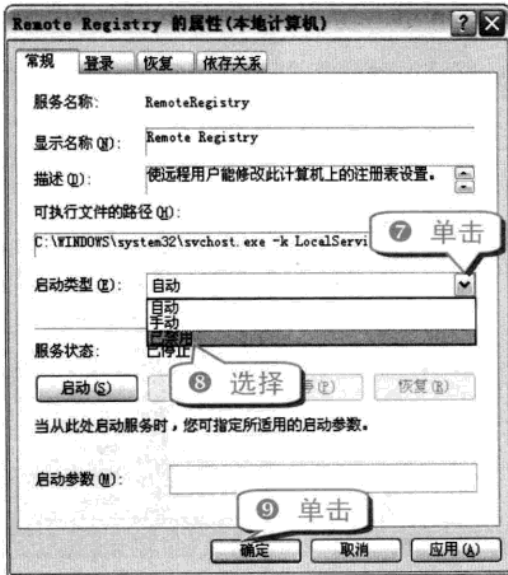 Remote Registry 的属性(本地计算机)
常规 登录 恢复 依存关系
服务名称: RemoteRegistry
显示名称(N): Remote Registry
描述(D): 使远程用户能修改此计算机上的注册表设置。
可执行文件的路径(H):
C:\WINDOWS\system32\svchost.exe -k LocalServi
❼ 单击
启动类型(E): 自动
自动
手动
已禁用
服务状态: 已停止
❽ 选择
启动(S) (P) 恢复(R)
当从此处启动服务时，您可指定所适用的启动参数。
启动参数(M):
❾ 单击
确定 取消 应用(A)